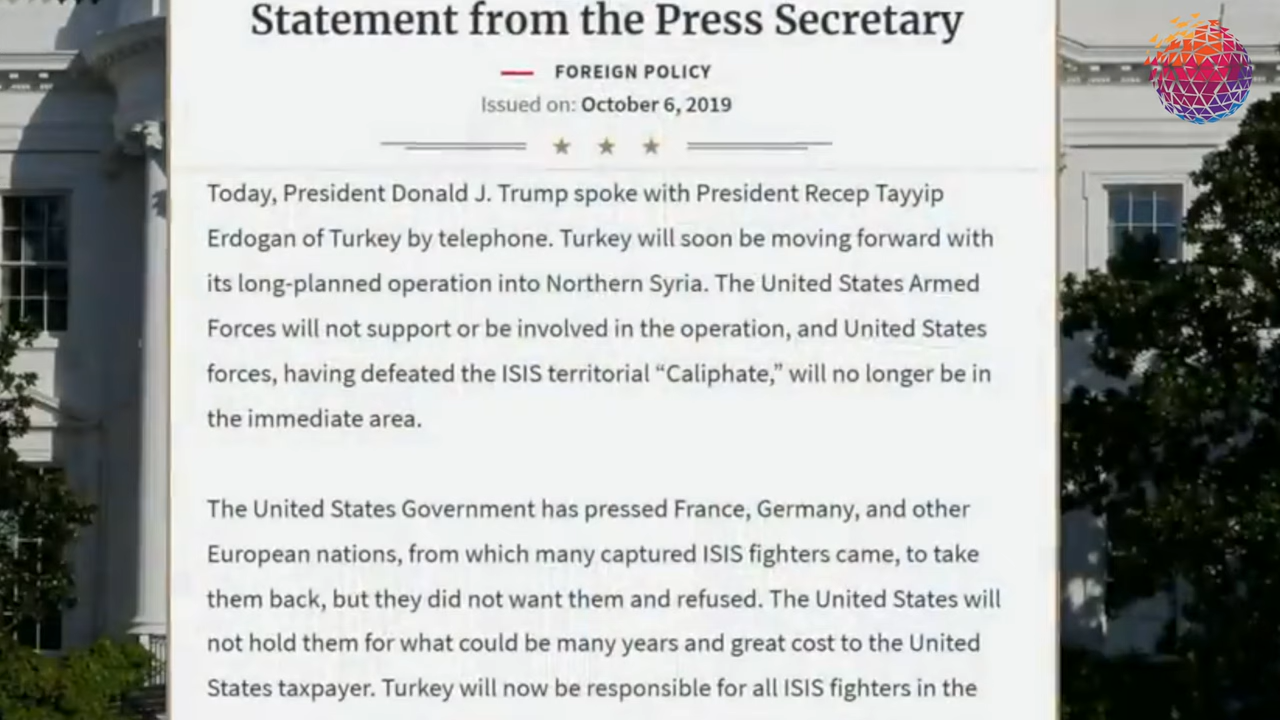 Statement from the Press Secretary
FOREIGN POLICY
Issued on: October 6, 2019
Today, President Donald J. Trump spoke with President Recep Tayyip
Erdogan of Turkey by telephone. Turkey will soon be moving forward with
its long-planned operation into Northern Syria. The United States Armed
Forces will not support or be involved in the operation, and United States
forces, having defeated the ISIS territorial “Caliphate,” will no longer be in
the immediate area.
The United States Government has pressed France, Germany, and other
European nations, from which many captured ISIS fighters came, to take
them back, but they did not want them and refused. The United States will
not hold them for what could be many years and great cost to the United
States taxpayer. Turkey will now be responsible for all ISIS fighters in the